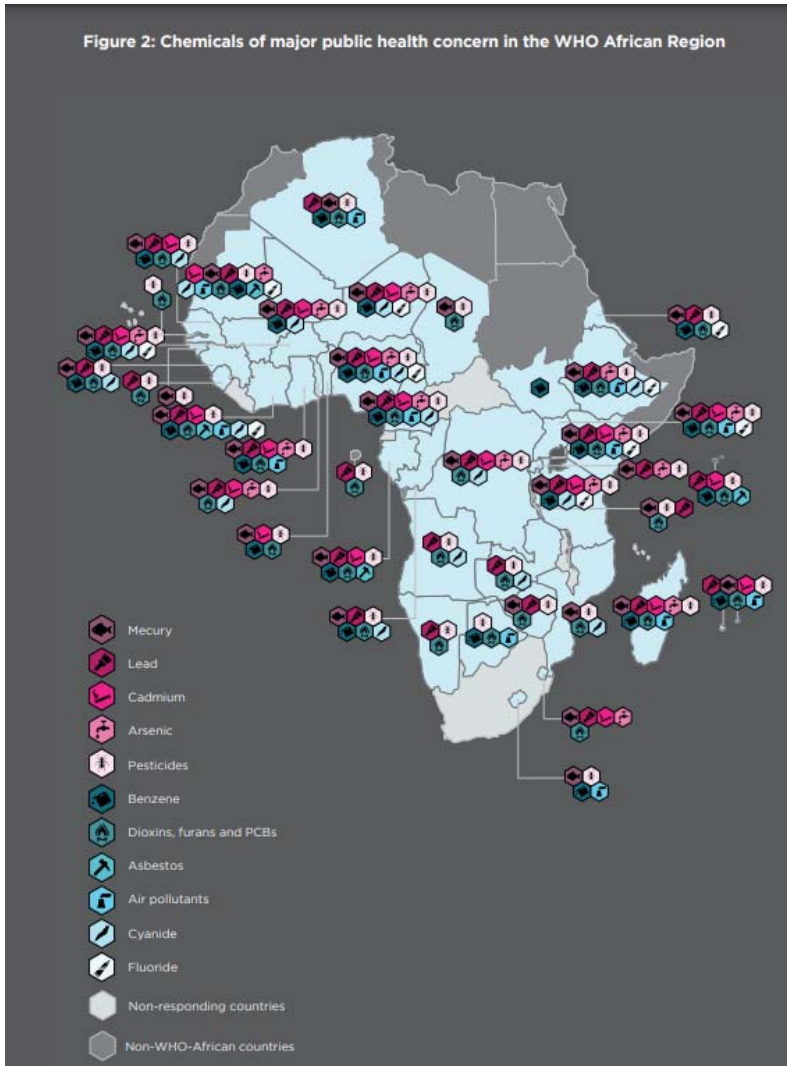 Figure 2: Chemicals of major public health concern in the WHO African Region
Mecury
Lead
Cadmium
Arsenic
Pesticides
Benzene
Dioxins, furans and PCBs
Asbestos
Air pollutants
Cyanide
Fluoride
Non-responding countries
Non-WHO-African countries